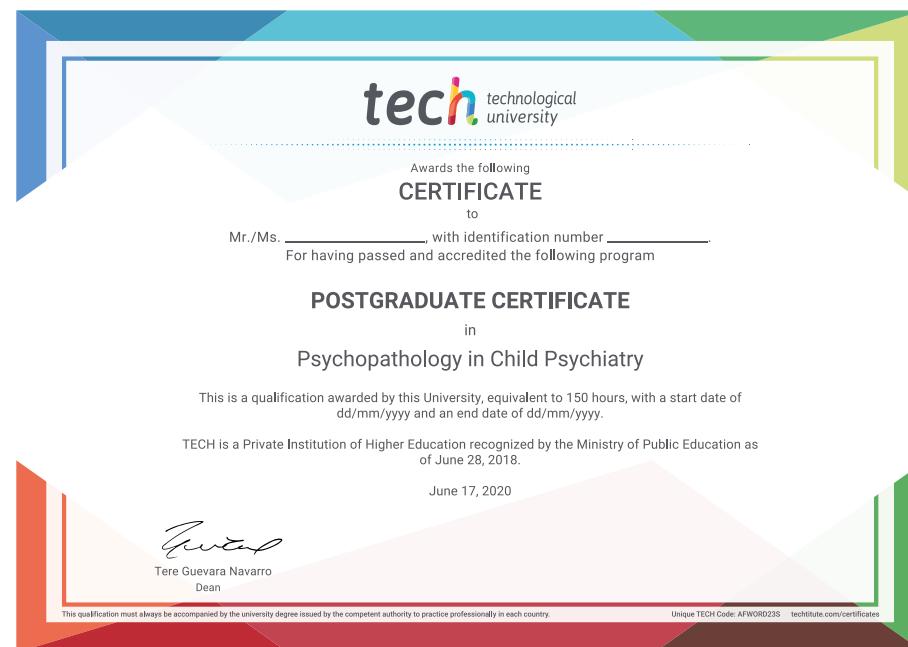 tech technological
university
Awards the following
CERTIFICATE
to
Mr./Ms. ____________________, with identification number ______________.
For having passed and accredited the following program
POSTGRADUATE CERTIFICATE
in
Psychopathology in Child Psychiatry
This is a qualification awarded by this University, equivalent to 150 hours, with a start date of
dd/mm/yyyy and an end date of dd/mm/yyyy.
TECH is a Private Institution of Higher Education recognized by the Ministry of Public Education as
of June 28, 2018.
June 17, 2020
Tere Guevara Navarro
Dean
This qualification must always be accompanied by the university degree issued by the competent authority to practice professionally in each country.
Unique TECH Code: AFWORD23S techtitute.com/certificates